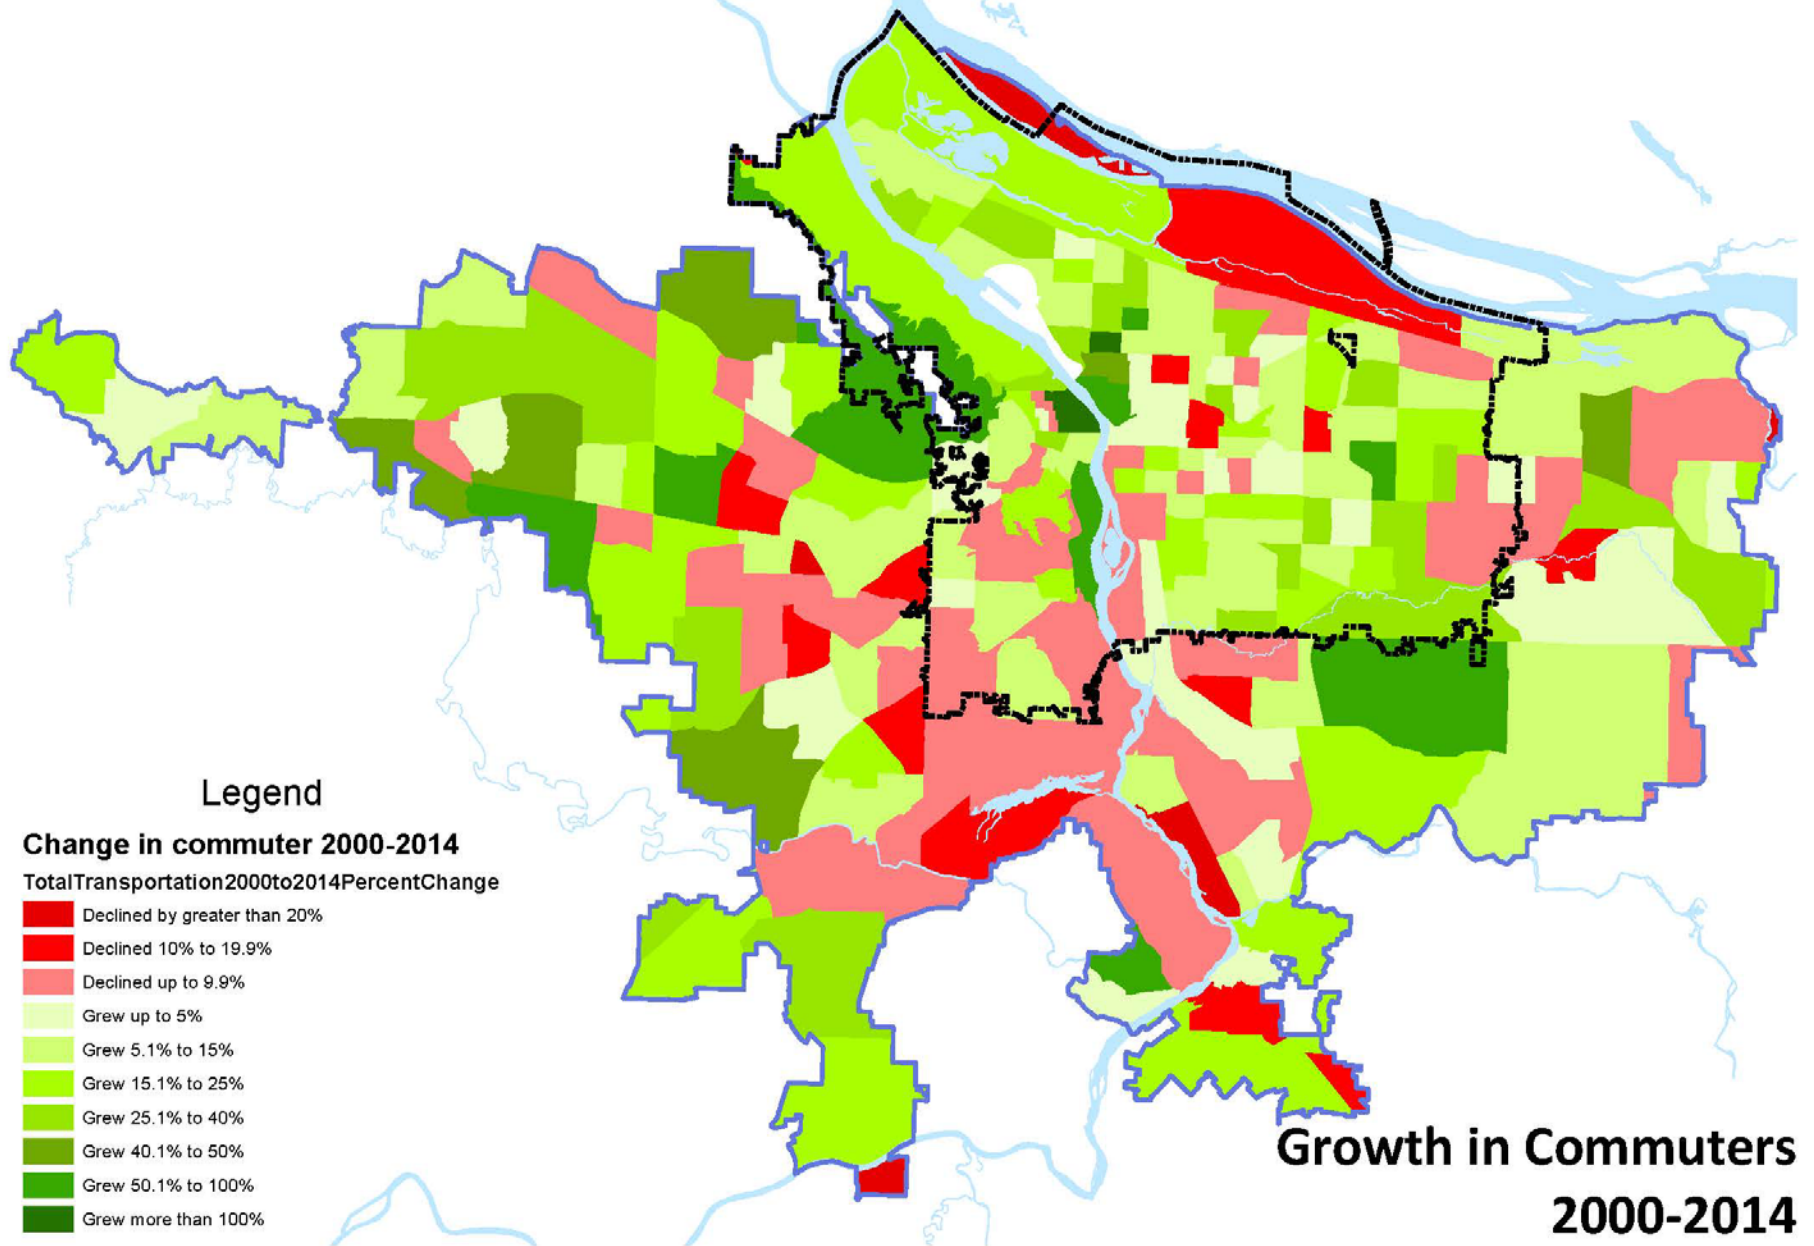 Legend
Change in commuter 2000-2014
TotalTransportation2000to2014PercentChange
Declined by greater than 20%
Declined 10% to 19.9%
Declined up to 9.9%
Grew up to 5%
Grew 5.1% to 15%
Grew 15.1% to 25%
Grew 25.1% to 40%
Grew 40.1% to 50%
Grew 50.1% to 100%
Grew more than 100%
Growth in Commuters
2000-2014